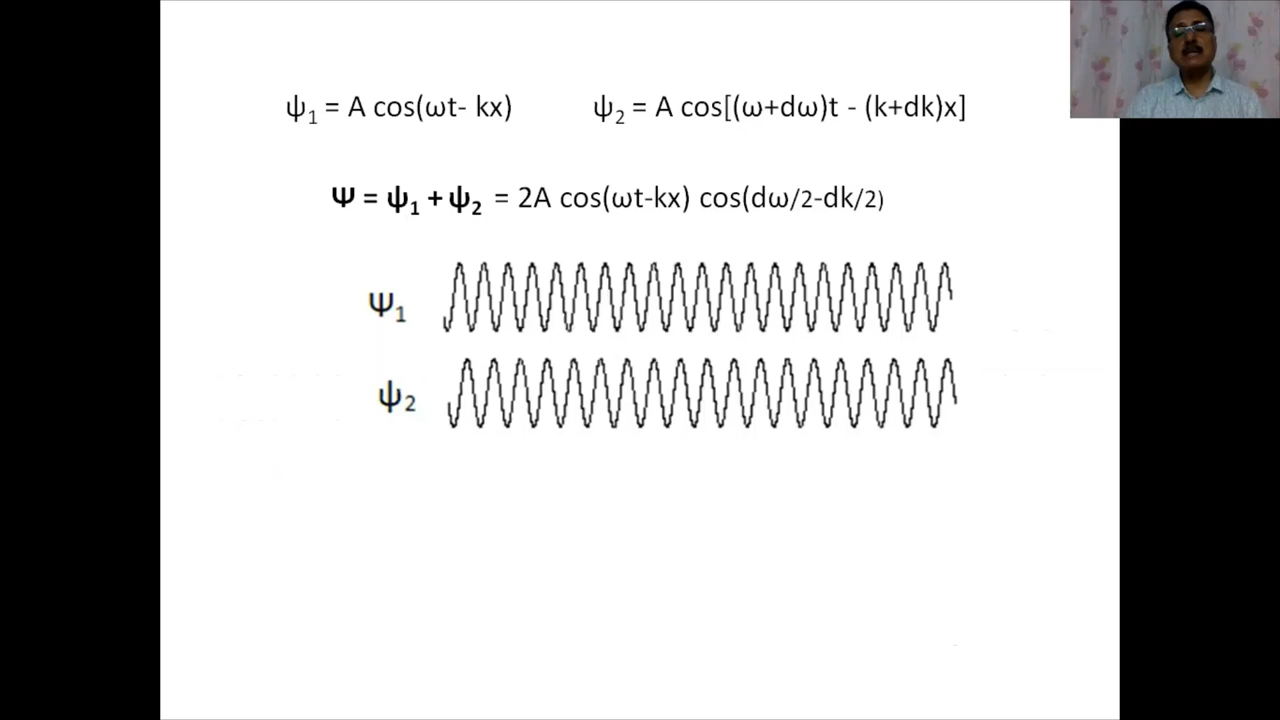 ψ₁ = A cos(ωt- kx) ψ₂ = A cos[(ω+dω)t - (k+dk)x]
Ψ = ψ₁ + ψ₂ = 2A cos(ωt-kx) cos(dω/2-dk/2)
Ψ₁
ψ₂